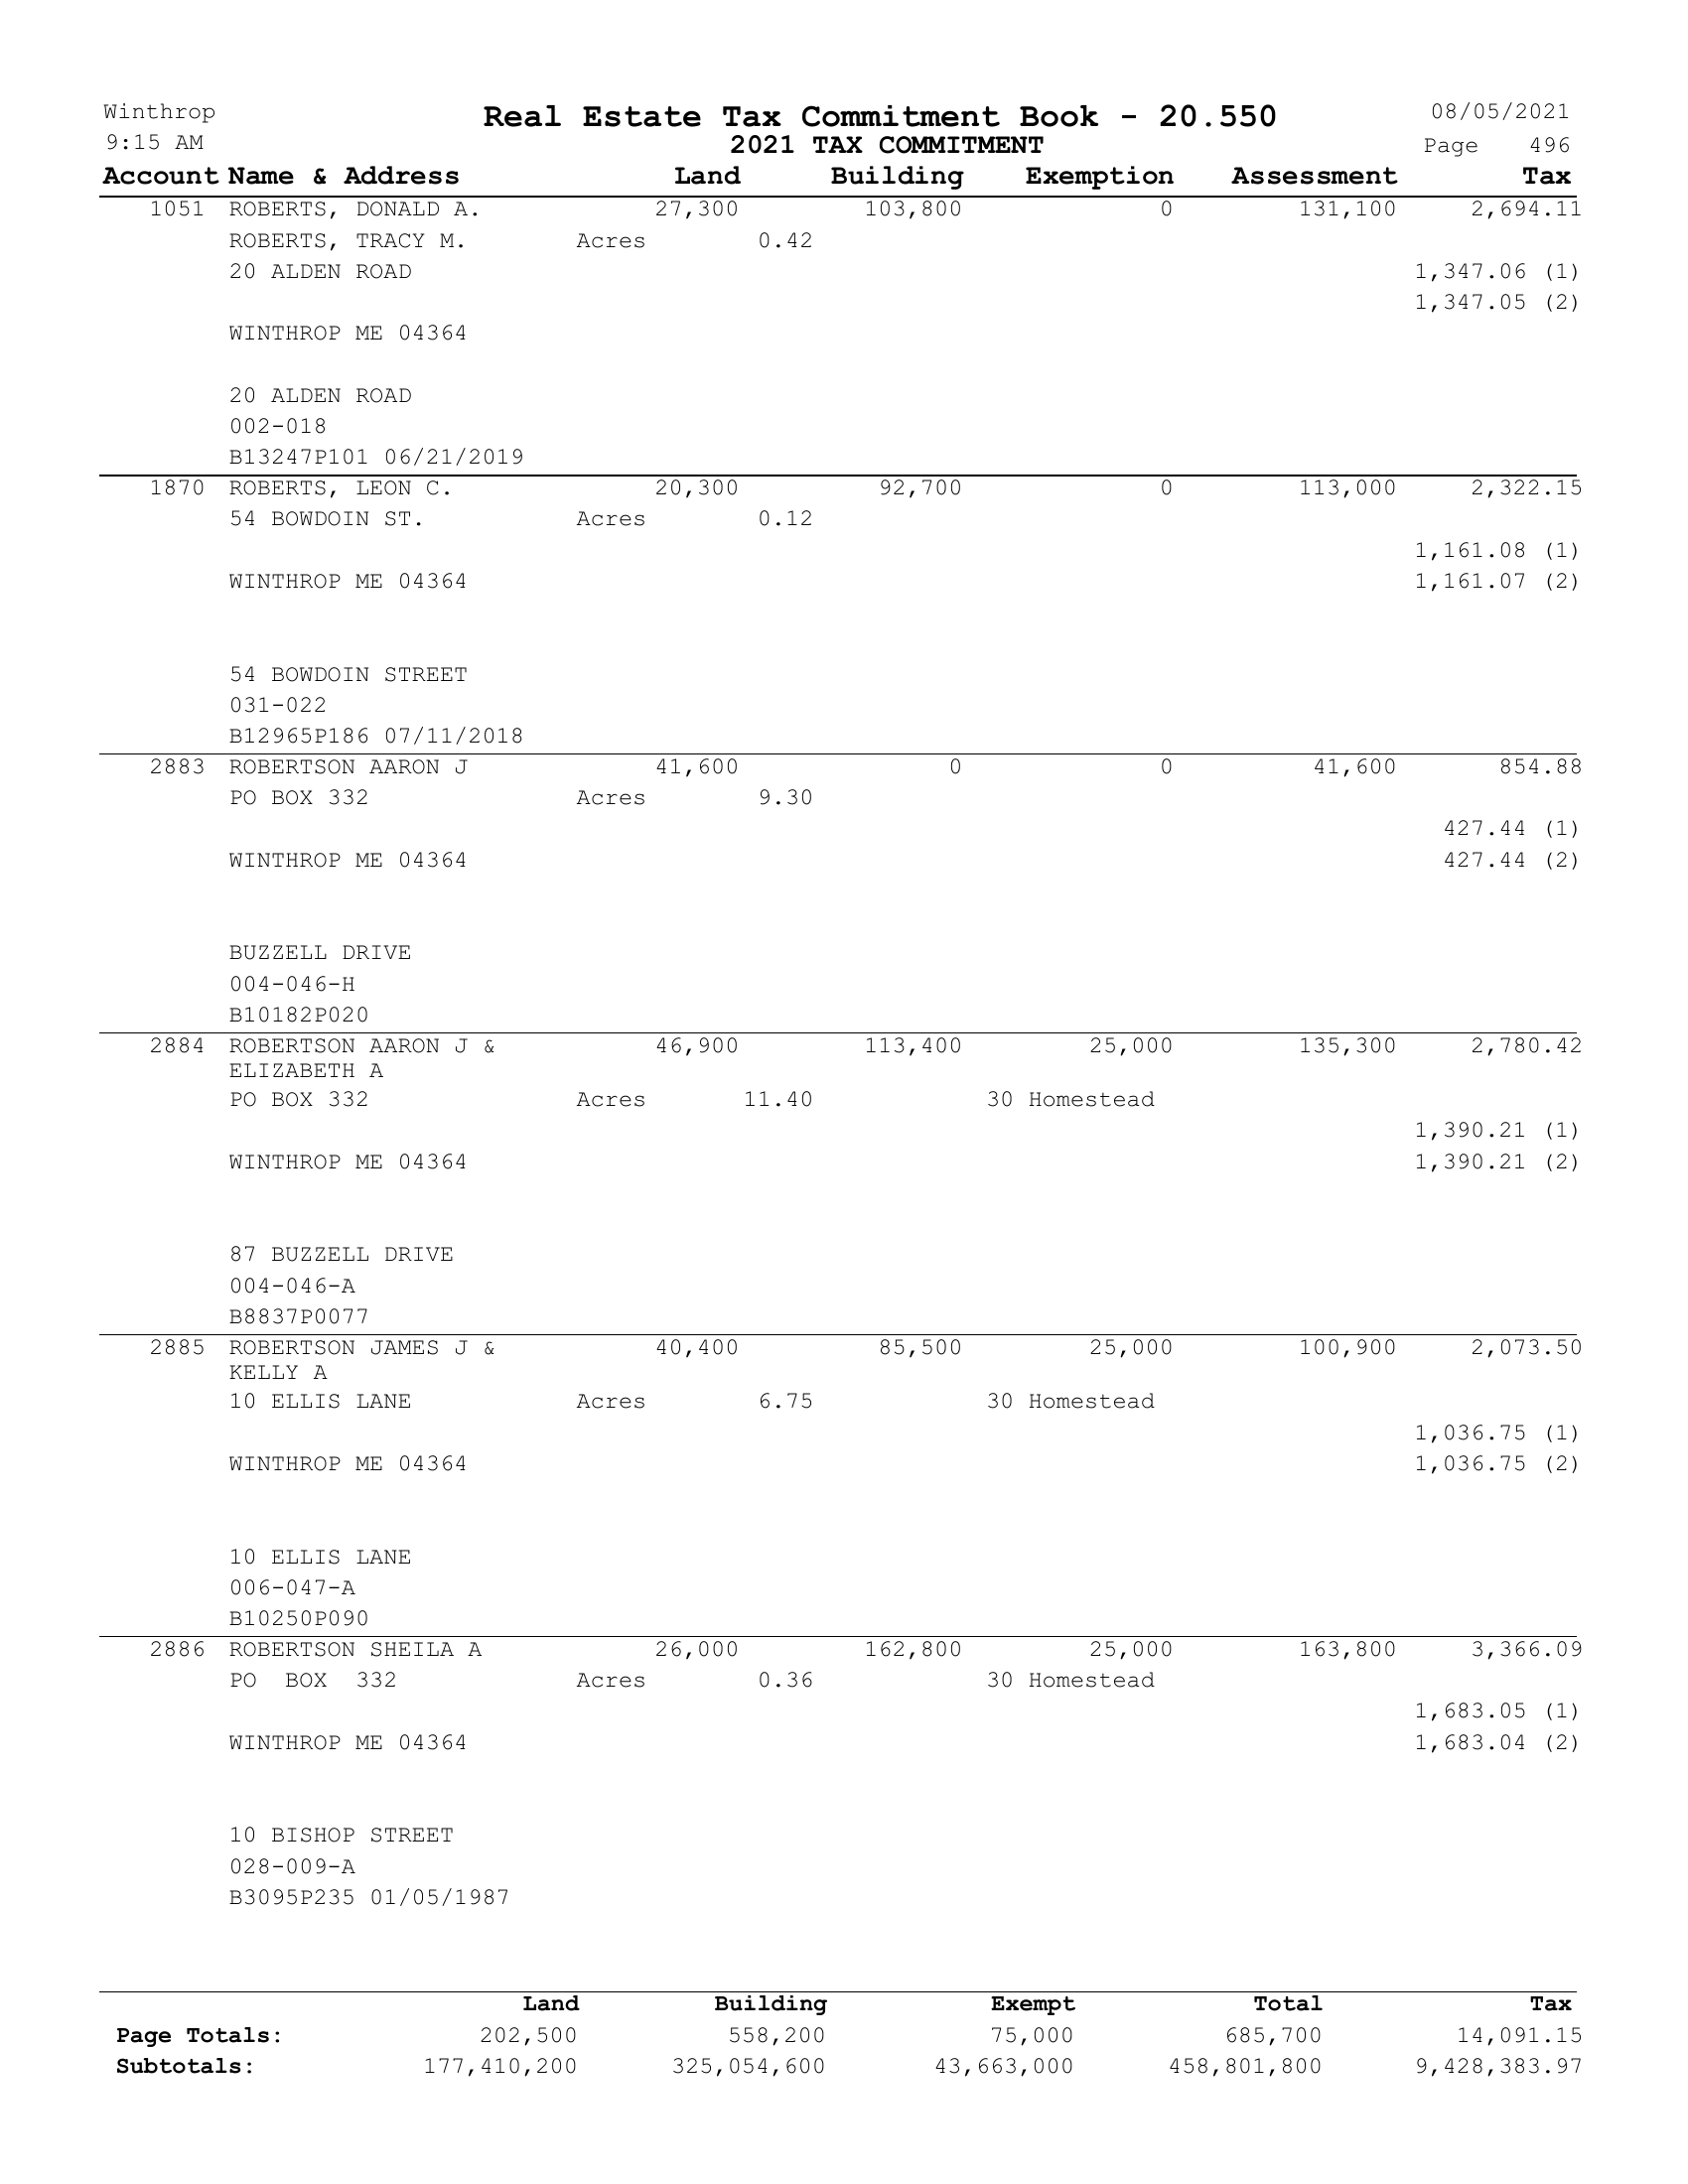 Winthrop Real Estate Tax Commitment Book - 20.550 08/05/2021
9:15 AM 2021 TAX COMMITMENT Page 496
Account Name & Address Land Building Exemption Assessment Tax
1051 ROBERTS, DONALD A. 27,300 103,800 0 131,100 2,694.11
ROBERTS, TRACY M. Acres 0.42
20 ALDEN ROAD 1,347.06 (1)
1,347.05 (2)
WINTHROP ME 04364
20 ALDEN ROAD
002-018
B13247P101 06/21/2019
1870 ROBERTS, LEON C. 20,300 92,700 0 113,000 2,322.15
54 BOWDOIN ST. Acres 0.12
1,161.08 (1)
WINTHROP ME 04364 1,161.07 (2)
54 BOWDOIN STREET
031-022
B12965P186 07/11/2018
2883 ROBERTSON AARON J 41,600 0 0 41,600 854.88
PO BOX 332 Acres 9.30
427.44 (1)
WINTHROP ME 04364 427.44 (2)
BUZZELL DRIVE
004-046-H
B10182P020
2884 ROBERTSON AARON J & 46,900 113,400 25,000 135,300 2,780.42
ELIZABETH A
PO BOX 332 Acres 11.40 30 Homestead
1,390.21 (1)
WINTHROP ME 04364 1,390.21 (2)
87 BUZZELL DRIVE
004-046-A
B8837P0077
2885 ROBERTSON JAMES J & 40,400 85,500 25,000 100,900 2,073.50
KELLY A
10 ELLIS LANE Acres 6.75 30 Homestead
1,036.75 (1)
WINTHROP ME 04364 1,036.75 (2)
10 ELLIS LANE
006-047-A
B10250P090
2886 ROBERTSON SHEILA A 26,000 162,800 25,000 163,800 3,366.09
PO BOX 332 Acres 0.36 30 Homestead
1,683.05 (1)
WINTHROP ME 04364 1,683.04 (2)
10 BISHOP STREET
028-009-A
B3095P235 01/05/1987
Land Building Exempt Total Tax
Page Totals: 202,500 558,200 75,000 685,700 14,091.15
Subtotals: 177,410,200 325,054,600 43,663,000 458,801,800 9,428,383.97